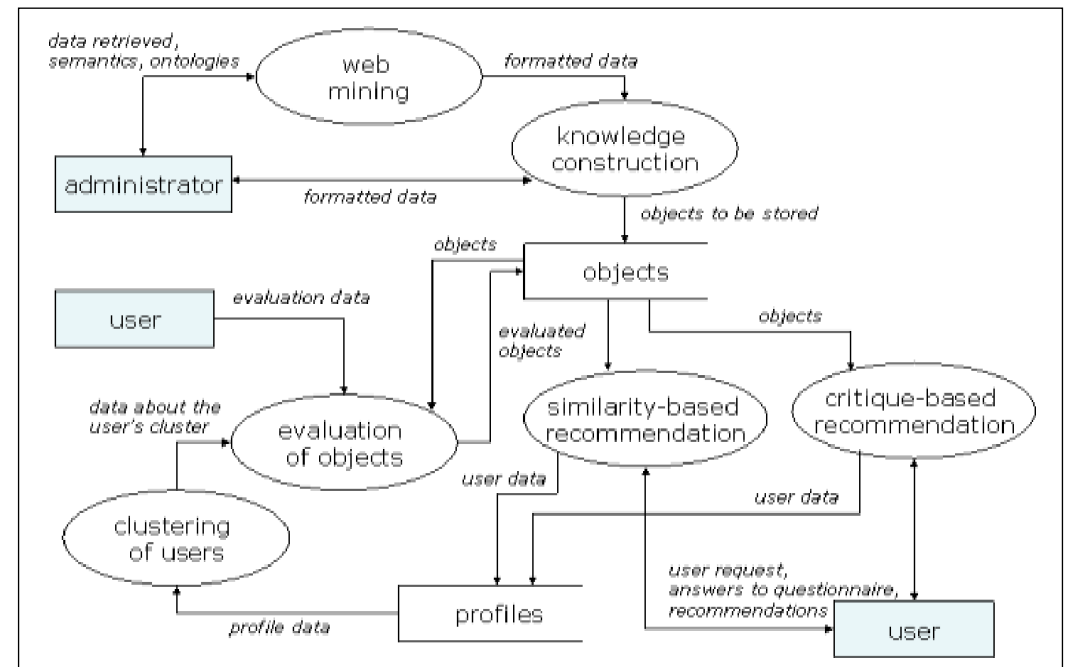 data retrieved,
semantics, ontologies
web
mining
formatted data
knowledge
construction
administrator
formatted data
objects to be stored
objects
objects
user
evaluation data
evaluated
objects
objects
data about the
user's cluster
evaluation
of objects
similarity-based
recommendation
critique-based
recommendation
user data
user data
clustering
of users
profile data
profiles
user request,
answers to questionnaire,
recommendations
user